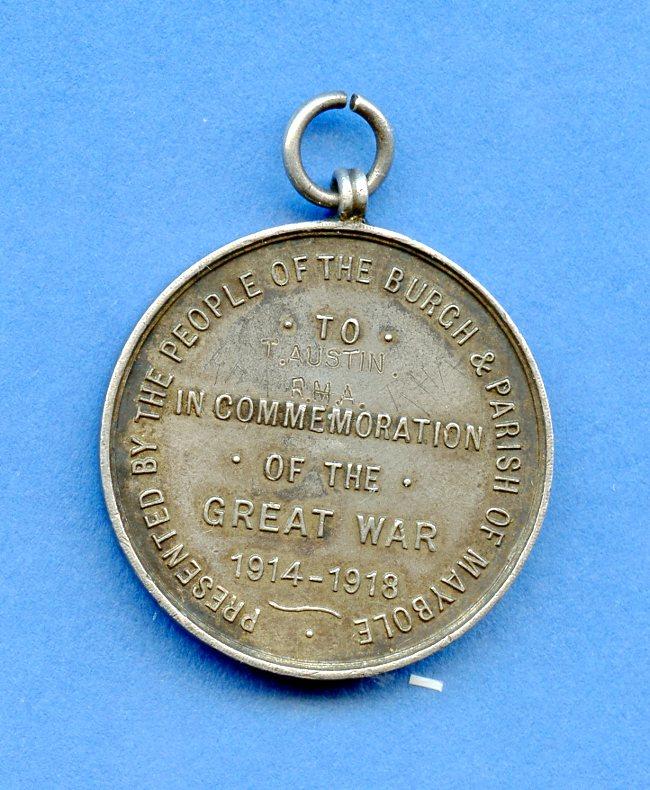 PRESENTED BY THE PEOPLE OF THE BURGH & PARISH OF MAYBOLE
· TO ·
T. AUSTIN.
R.M.A.
IN COMMEMORATION
· OF THE ·
GREAT WAR
1914-1918